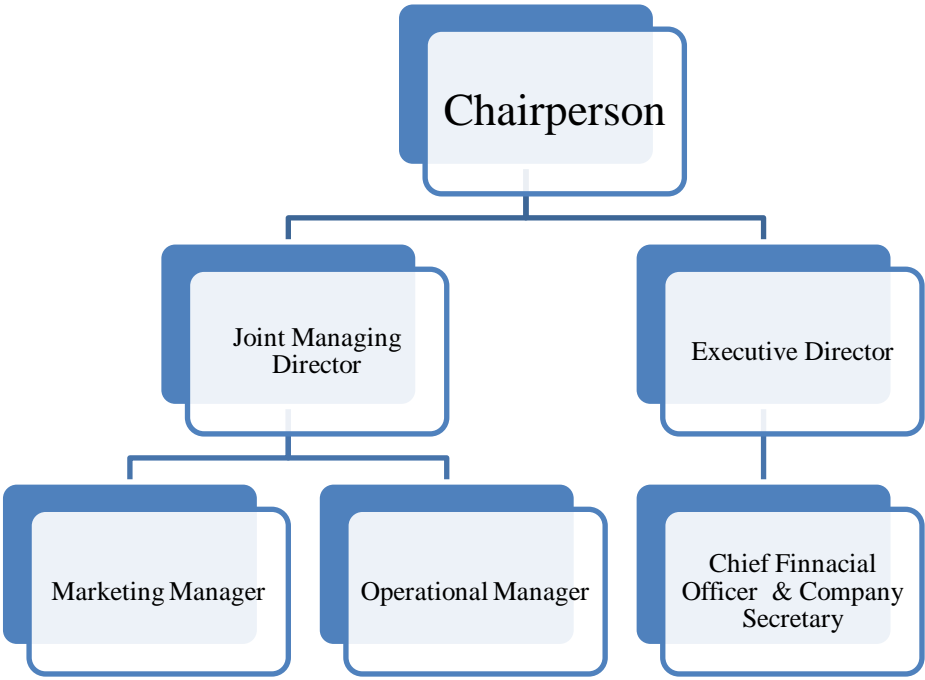 Chairperson
Joint Managing
Director
Executive Director
Marketing Manager
Operational Manager
Chief Finnacial
Officer & Company
Secretary